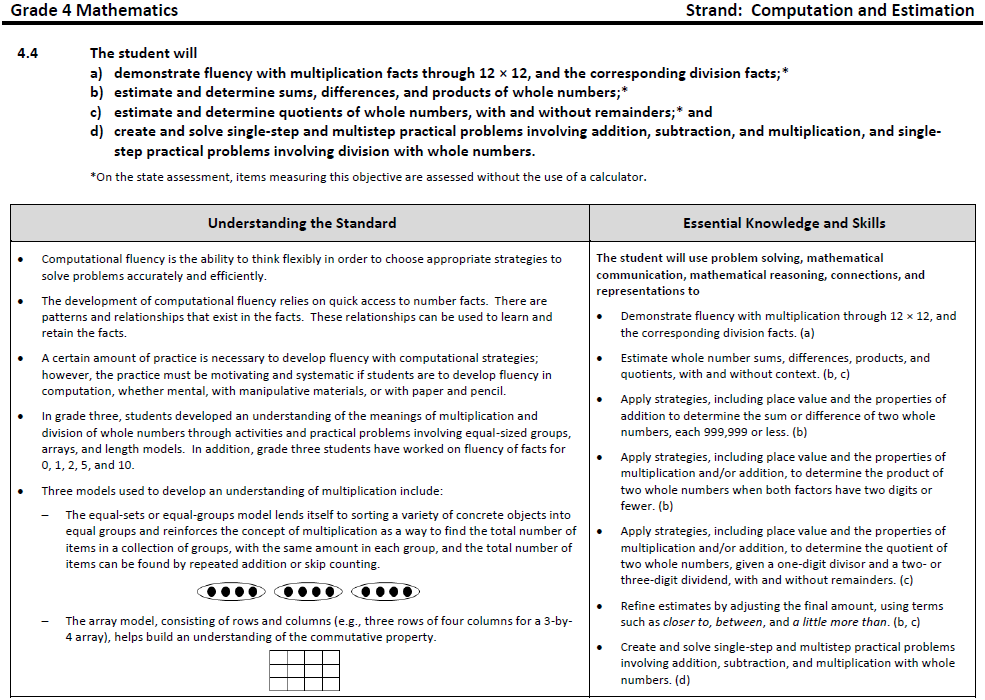 Grade 4 Mathematics
Strand: Computation and Estimation
4.4 The student will
a) demonstrate fluency with multiplication facts through 12 × 12, and the corresponding division facts;*
b) estimate and determine sums, differences, and products of whole numbers;*
c) estimate and determine quotients of whole numbers, with and without remainders;* and
d) create and solve single-step and multistep practical problems involving addition, subtraction, and multiplication, and single-
step practical problems involving division with whole numbers.
*On the state assessment, items measuring this objective are assessed without the use of a calculator.
Understanding the Standard
• Computational fluency is the ability to think flexibly in order to choose appropriate strategies to
solve problems accurately and efficiently.
• The development of computational fluency relies on quick access to number facts. There are
patterns and relationships that exist in the facts. These relationships can be used to learn and
retain the facts.
• A certain amount of practice is necessary to develop fluency with computational strategies;
however, the practice must be motivating and systematic if students are to develop fluency in
computation, whether mental, with manipulative materials, or with paper and pencil.
• In grade three, students developed an understanding of the meanings of multiplication and
division of whole numbers through activities and practical problems involving equal-sized groups,
arrays, and length models. In addition, grade three students have worked on fluency of facts for
0, 1, 2, 5, and 10.
• Three models used to develop an understanding of multiplication include:
– The equal-sets or equal-groups model lends itself to sorting a variety of concrete objects into
equal groups and reinforces the concept of multiplication as a way to find the total number of
items in a collection of groups, with the same amount in each group, and the total number of
items can be found by repeated addition or skip counting.
– The array model, consisting of rows and columns (e.g., three rows of four columns for a 3-by-
4 array), helps build an understanding of the commutative property.
Essential Knowledge and Skills
The student will use problem solving, mathematical
communication, mathematical reasoning, connections, and
representations to
• Demonstrate fluency with multiplication through 12 × 12, and
the corresponding division facts. (a)
• Estimate whole number sums, differences, products, and
quotients, with and without context. (b, c)
• Apply strategies, including place value and the properties of
addition to determine the sum or difference of two whole
numbers, each 999,999 or less. (b)
• Apply strategies, including place value and the properties of
multiplication and/or addition, to determine the product of
two whole numbers when both factors have two digits or
fewer. (b)
• Apply strategies, including place value and the properties of
multiplication and/or addition, to determine the quotient of
two whole numbers, given a one-digit divisor and a two- or
three-digit dividend, with and without remainders. (c)
• Refine estimates by adjusting the final amount, using terms
such as closer to, between, and a little more than. (b, c)
• Create and solve single-step and multistep practical problems
involving addition, subtraction, and multiplication with whole
numbers. (d)